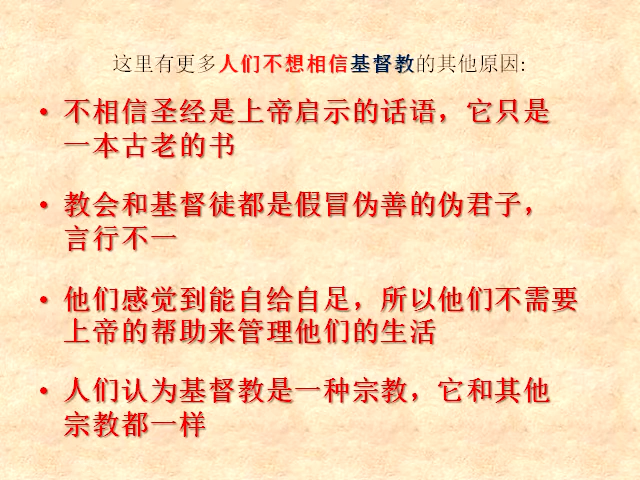 这里有更多人们不想相信基督教的其他原因:
• 不相信圣经是上帝启示的话语，它只是
一本古老的书
• 教会和基督徒都是假冒伪善的伪君子，
言行不一
• 他们感觉到能自给自足，所以他们不需要
上帝的帮助来管理他们的生活
• 人们认为基督教是一种宗教，它和其他
宗教都一样